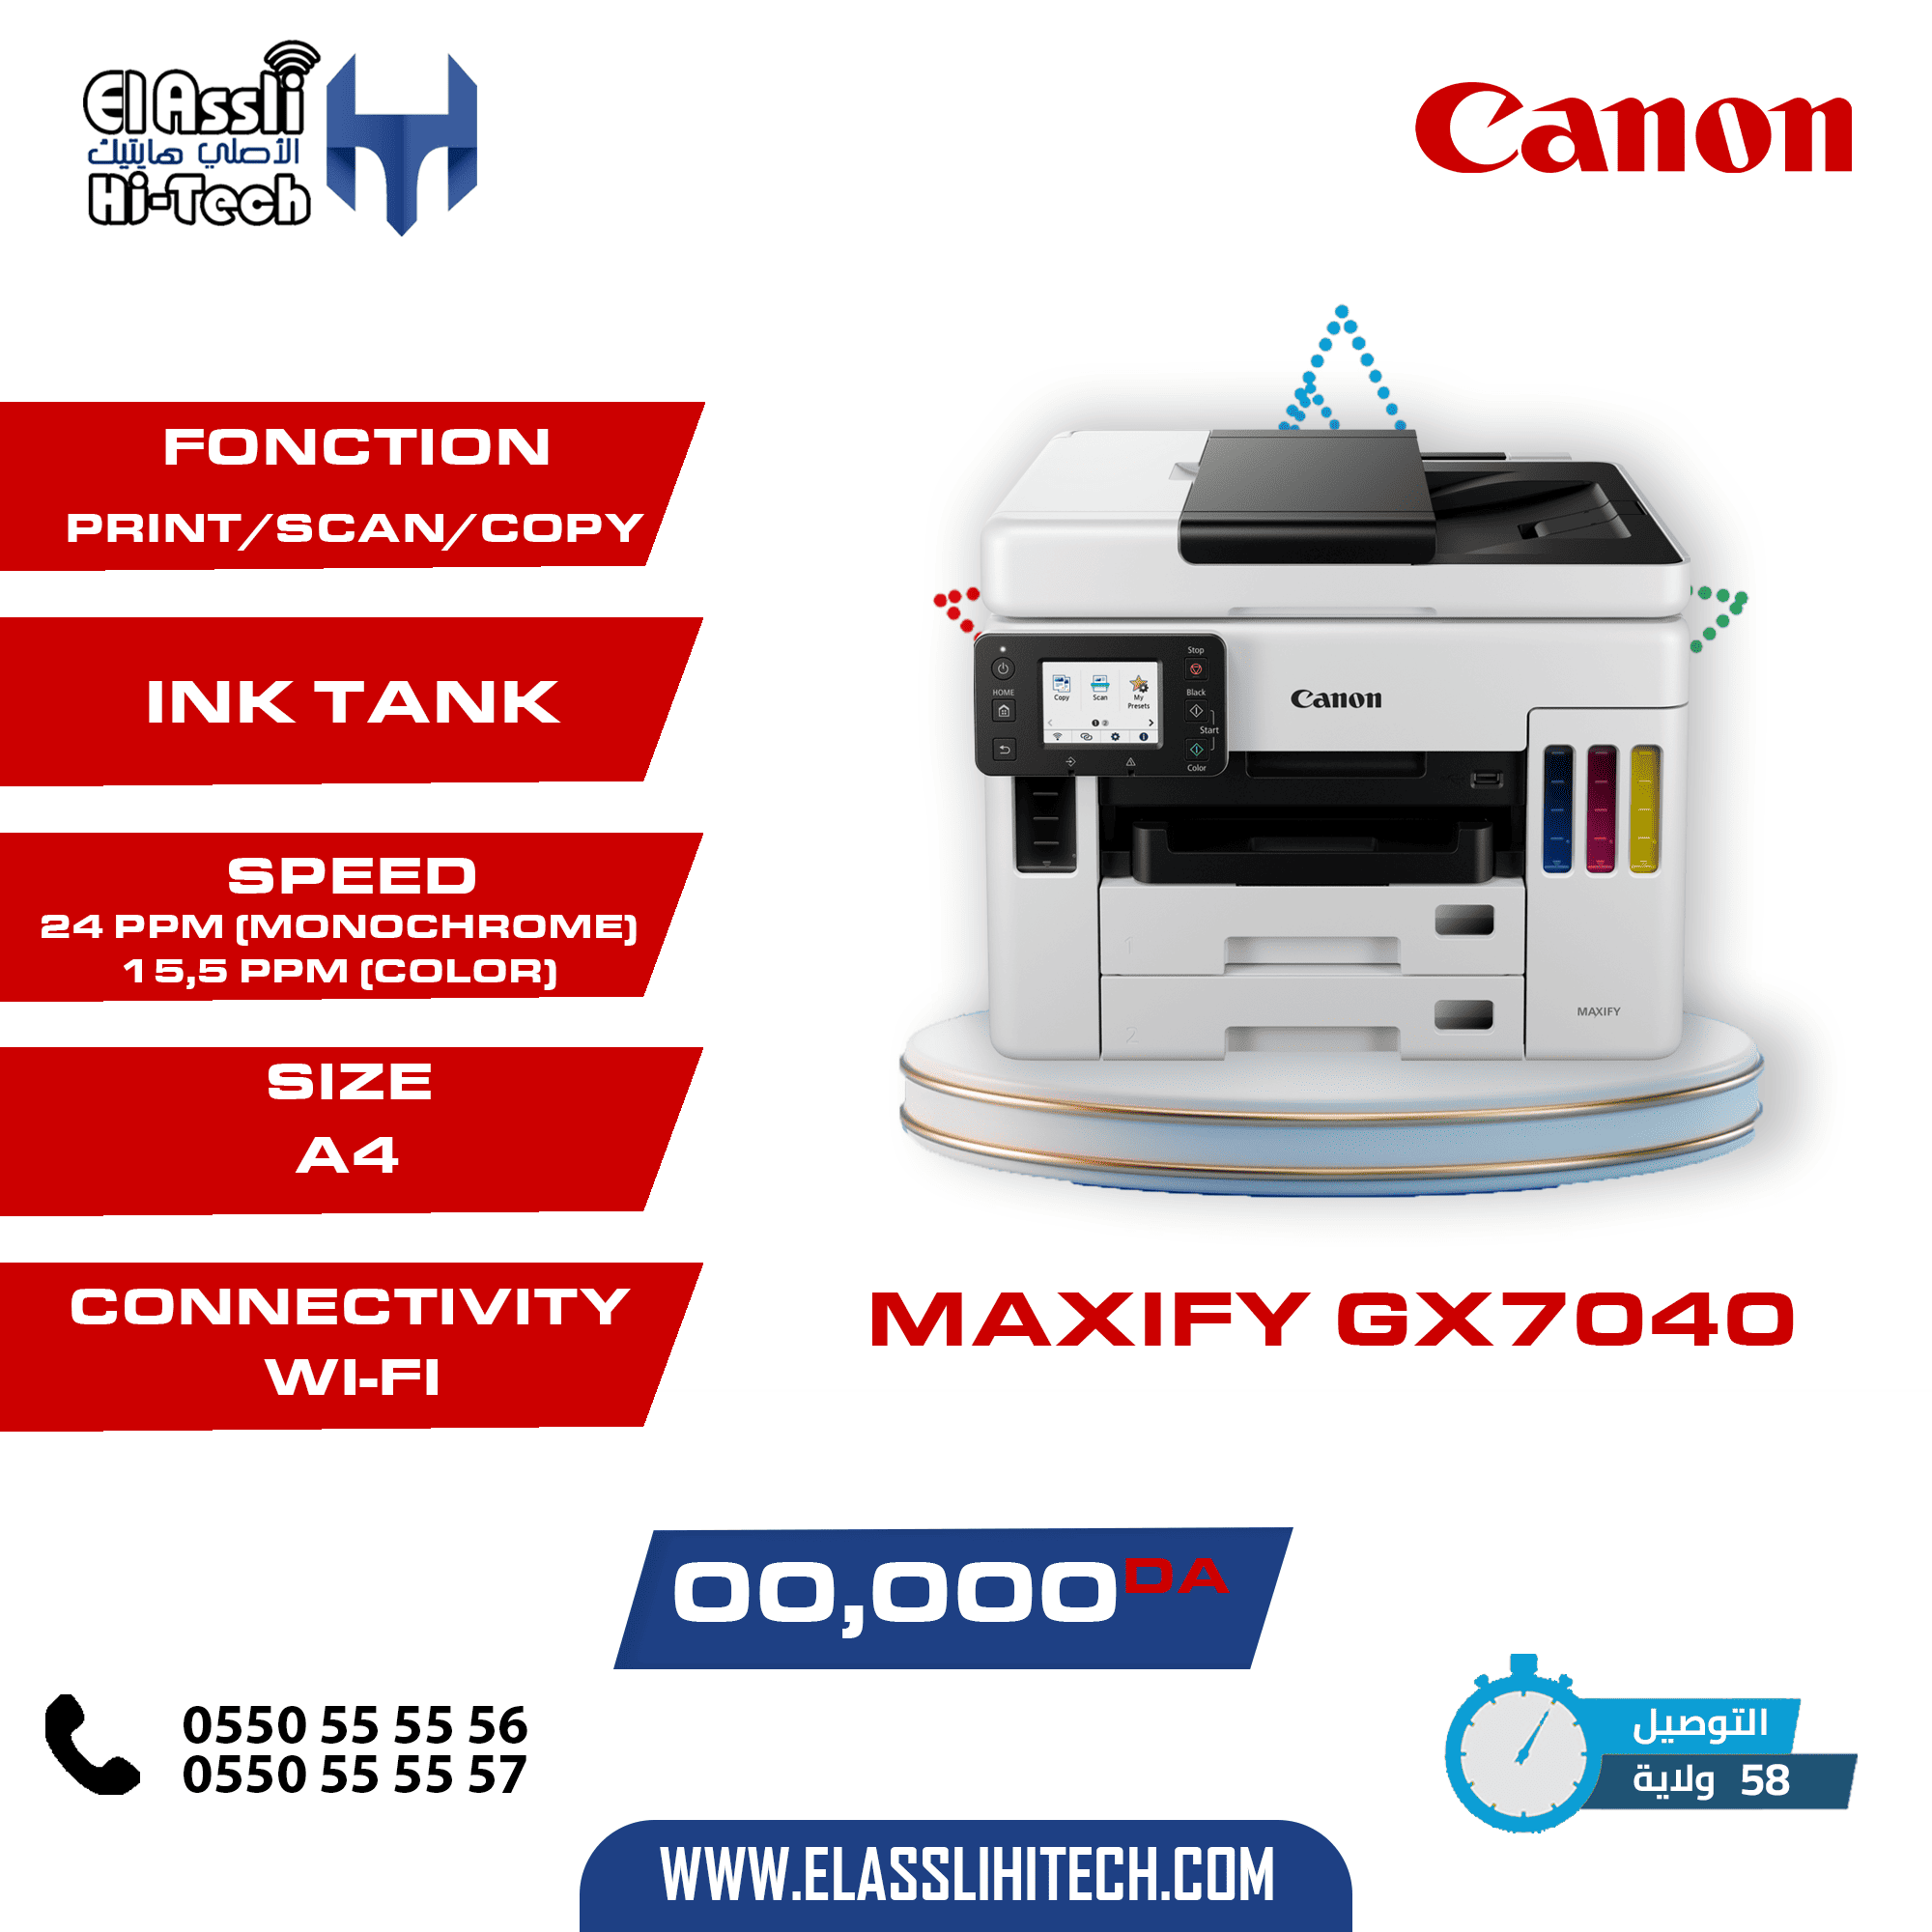 El Assli
الأصلي هايتيك
Hi-Tech
Canon
FONCTION
PRINT/SCAN/COPY
INK TANK
SPEED
24 PPM (MONOCHROME)
15,5 PPM (COLOR)
SIZE
A4
CONNECTIVITY
WI-FI
Stop
HOME
Black
Copy
Scan
My
Presets
Start
Color
Canon
1
2
MAXIFY
MAXIFY GX7040
00,000DA
0550 55 55 56
0550 55 55 57
التوصيل
58 ولاية
WWW.ELASSLIHITECH.COM